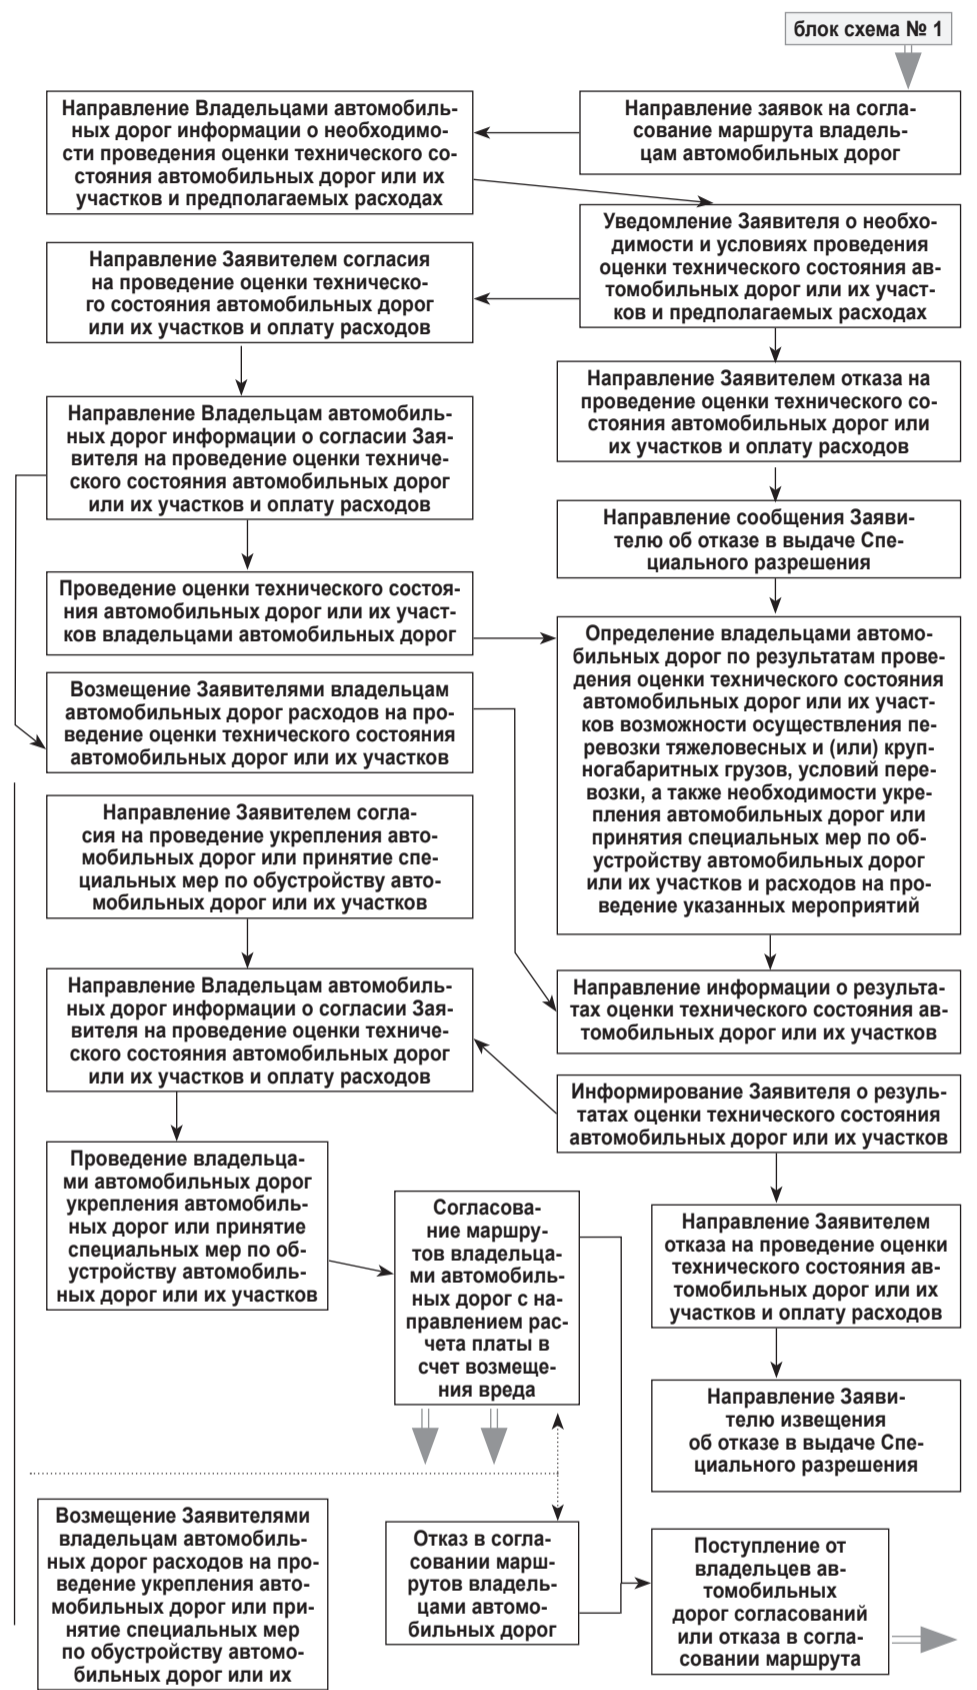 блок схема № 1
Направление заявок на согла-
сование маршрута владель-
цам автомобильных дорог
Направление Владельцами автомобиль-
ных дорог информации о необходимо-
сти проведения оценки технического со-
стояния автомобильных дорог или их
участков и предполагаемых расходах
Уведомление Заявителя о необхо-
димости и условиях проведения
оценки технического состояния ав-
томобильных дорог или их участ-
ков и предполагаемых расходах
Направление Заявителем согласия
на проведение оценки техническо-
го состояния автомобильных дорог
или их участков и оплату расходов
Направление Заявителем отказа на
проведение оценки технического со-
стояния автомобильных дорог или
их участков и оплату расходов
Направление Владельцам автомобиль-
ных дорог информации о согласии Зая-
вителя на проведение оценки техниче-
ского состояния автомобильных дорог
или их участков и оплату расходов
Направление сообщения Заяви-
телю об отказе в выдаче Спе-
циального разрешения
Проведение оценки технического состоя-
ния автомобильных дорог или их участ-
ков владельцами автомобильных дорог
Определение владельцами автомо-
бильных дорог по результатам прове-
дения оценки технического состояния
автомобильных дорог или их участ-
ков возможности осуществления пе-
ревозки тяжеловесных и (или) круп-
ногабаритных грузов, условий пере-
возки, а также необходимости укре-
пления автомобильных дорог или
принятия специальных мер по об-
устройству автомобильных дорог
или их участков и расходов на про-
ведение указанных мероприятий
Возмещение Заявителями владельцам
автомобильных дорог расходов на про-
ведение оценки технического состояния
автомобильных дорог или их участков
Направление Заявителем согла-
сия на проведение укрепления авто-
мобильных дорог или принятие спе-
циальных мер по обустройству авто-
мобильных дорог или их участков
Направление Владельцам автомобиль-
ных дорог информации о согласии Зая-
вителя на проведение оценки техниче-
ского состояния автомобильных дорог
или их участков и оплату расходов
Направление информации о результа-
тах оценки технического состояния ав-
томобильных дорог или их участков
Информирование Заявителя о резуль-
татах оценки технического состояния
автомобильных дорог или их участков
Проведение владельца-
ми автомобильных дорог
укрепления автомобиль-
ных дорог или принятие
специальных мер по об-
устройству автомобиль-
ных дорог или их участков
Согласова-
ние маршру-
тов владельца-
ми автомобиль-
ных дорог с на-
правлением рас-
чета платы в
счет возмеще-
ния вреда
Направление Заявителем
отказа на проведение оценки
технического состояния ав-
томобильных дорог или их
участков и оплату расходов
Направление Заяви-
телю извещения
об отказе в выдаче Спе-
циального разрешения
Возмещение Заявителями
владельцам автомобиль-
ных дорог расходов на про-
ведение укрепления авто-
мобильных дорог или при-
нятие специальных мер
по обустройству автомо-
бильных дорог или их
Отказ в согла-
совании марш-
рутов владель-
цами автомо-
бильных дорог
Поступление от
владельцев ав-
томобильных
дорог согласований
или отказа в согла-
совании маршрута